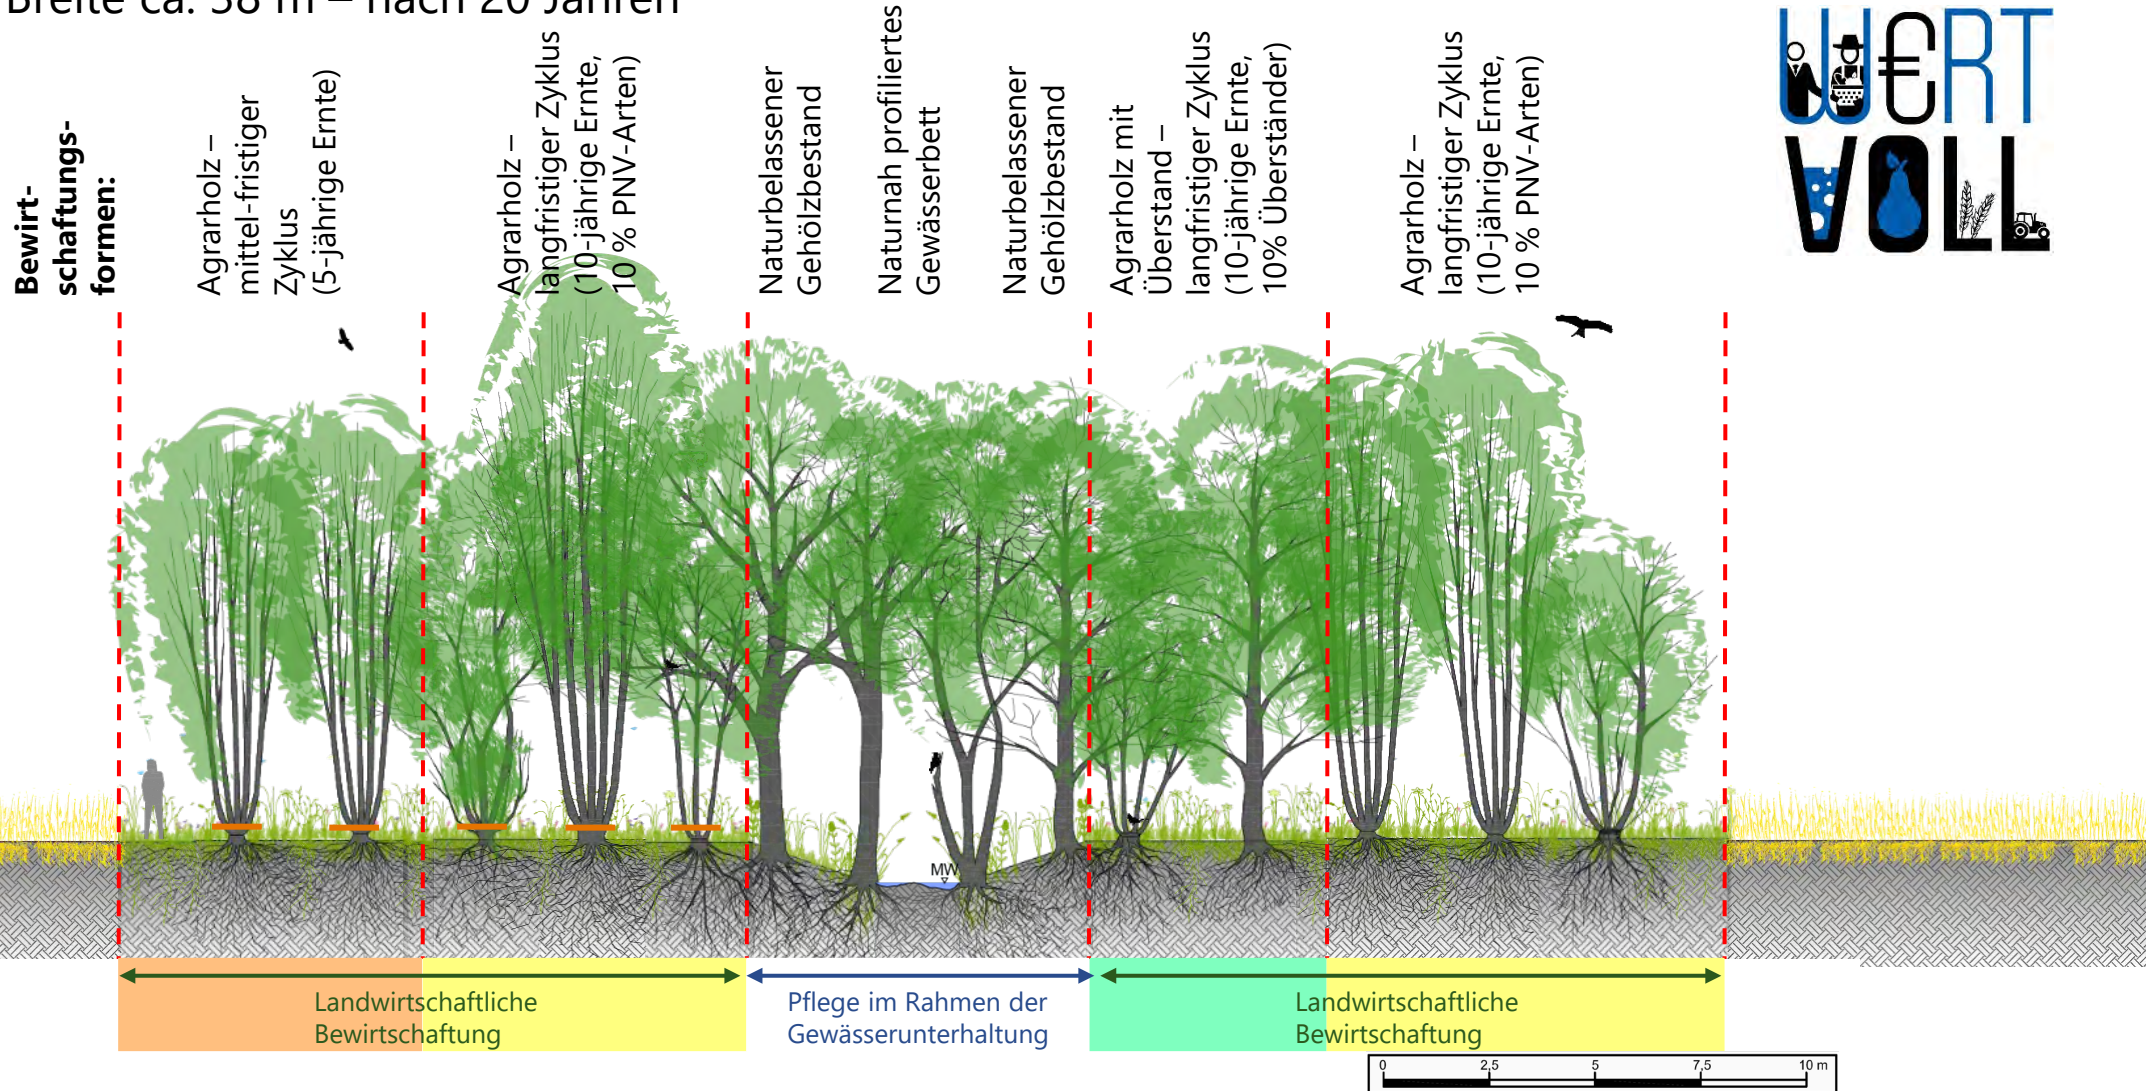 Breite ca. 38 m – nach 20 Jahren
Bewirt-
schaftungs-
formen:
Agrarholz –
mittel-fristiger
Zyklus
(5-jährige Ernte)
Agrarholz –
langfristiger Zyklus
(10-jährige Ernte,
10 % PNV-Arten)
Naturbelassener
Gehölzbestand
Naturnah profiliertes
Gewässerbett
Naturbelassener
Gehölzbestand
Agrarholz mit
Überstand –
langfristiger Zyklus
(10-jährige Ernte,
10% Überständer)
Agrarholz –
langfristiger Zyklus
(10-jährige Ernte,
10 % PNV-Arten)
W€RT
VOLL
MW
Landwirtschaftliche
Bewirtschaftung
Pflege im Rahmen der
Gewässerunterhaltung
Landwirtschaftliche
Bewirtschaftung
0 2,5 5 7,5 10 m